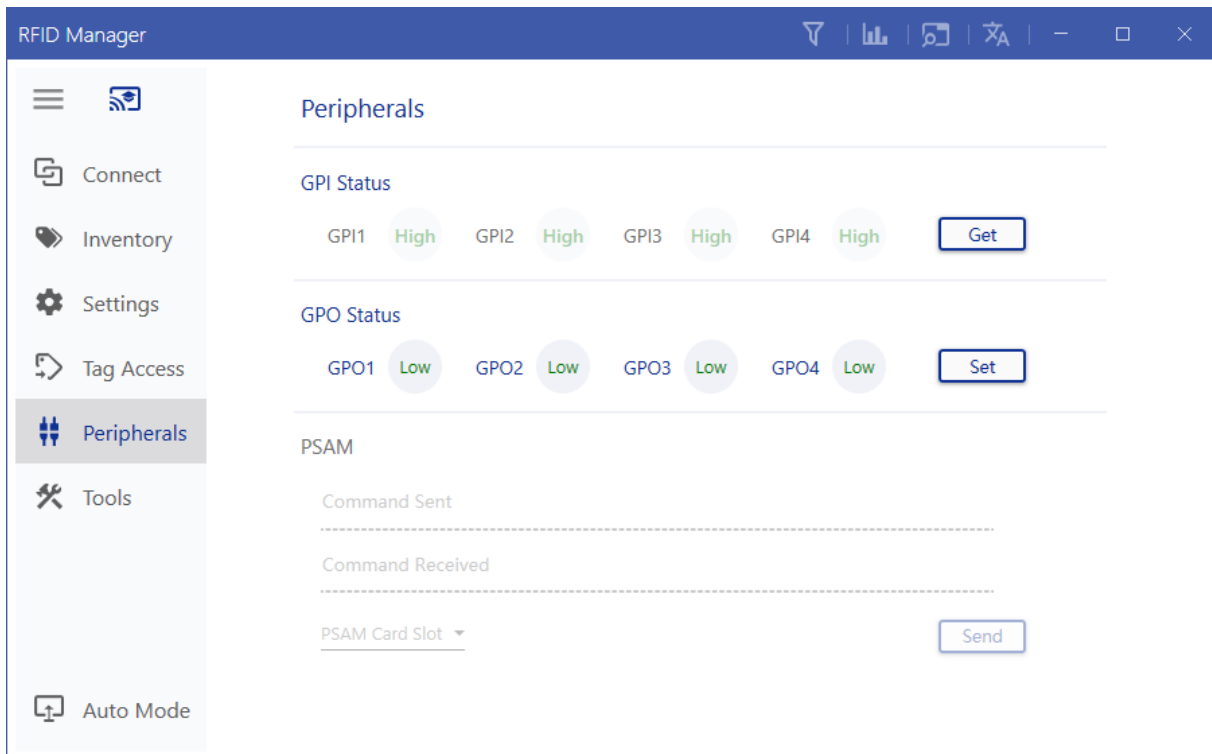 RFID Manager
Connect
Inventory
Settings
Tag Access
Peripherals
Tools
Auto Mode
Peripherals
GPI Status
GPI1 High GPI2 High GPI3 High GPI4 High Get
GPO Status
GPO1 Low GPO2 Low GPO3 Low GPO4 Low Set
PSAM
Command Sent
Command Received
PSAM Card Slot Send